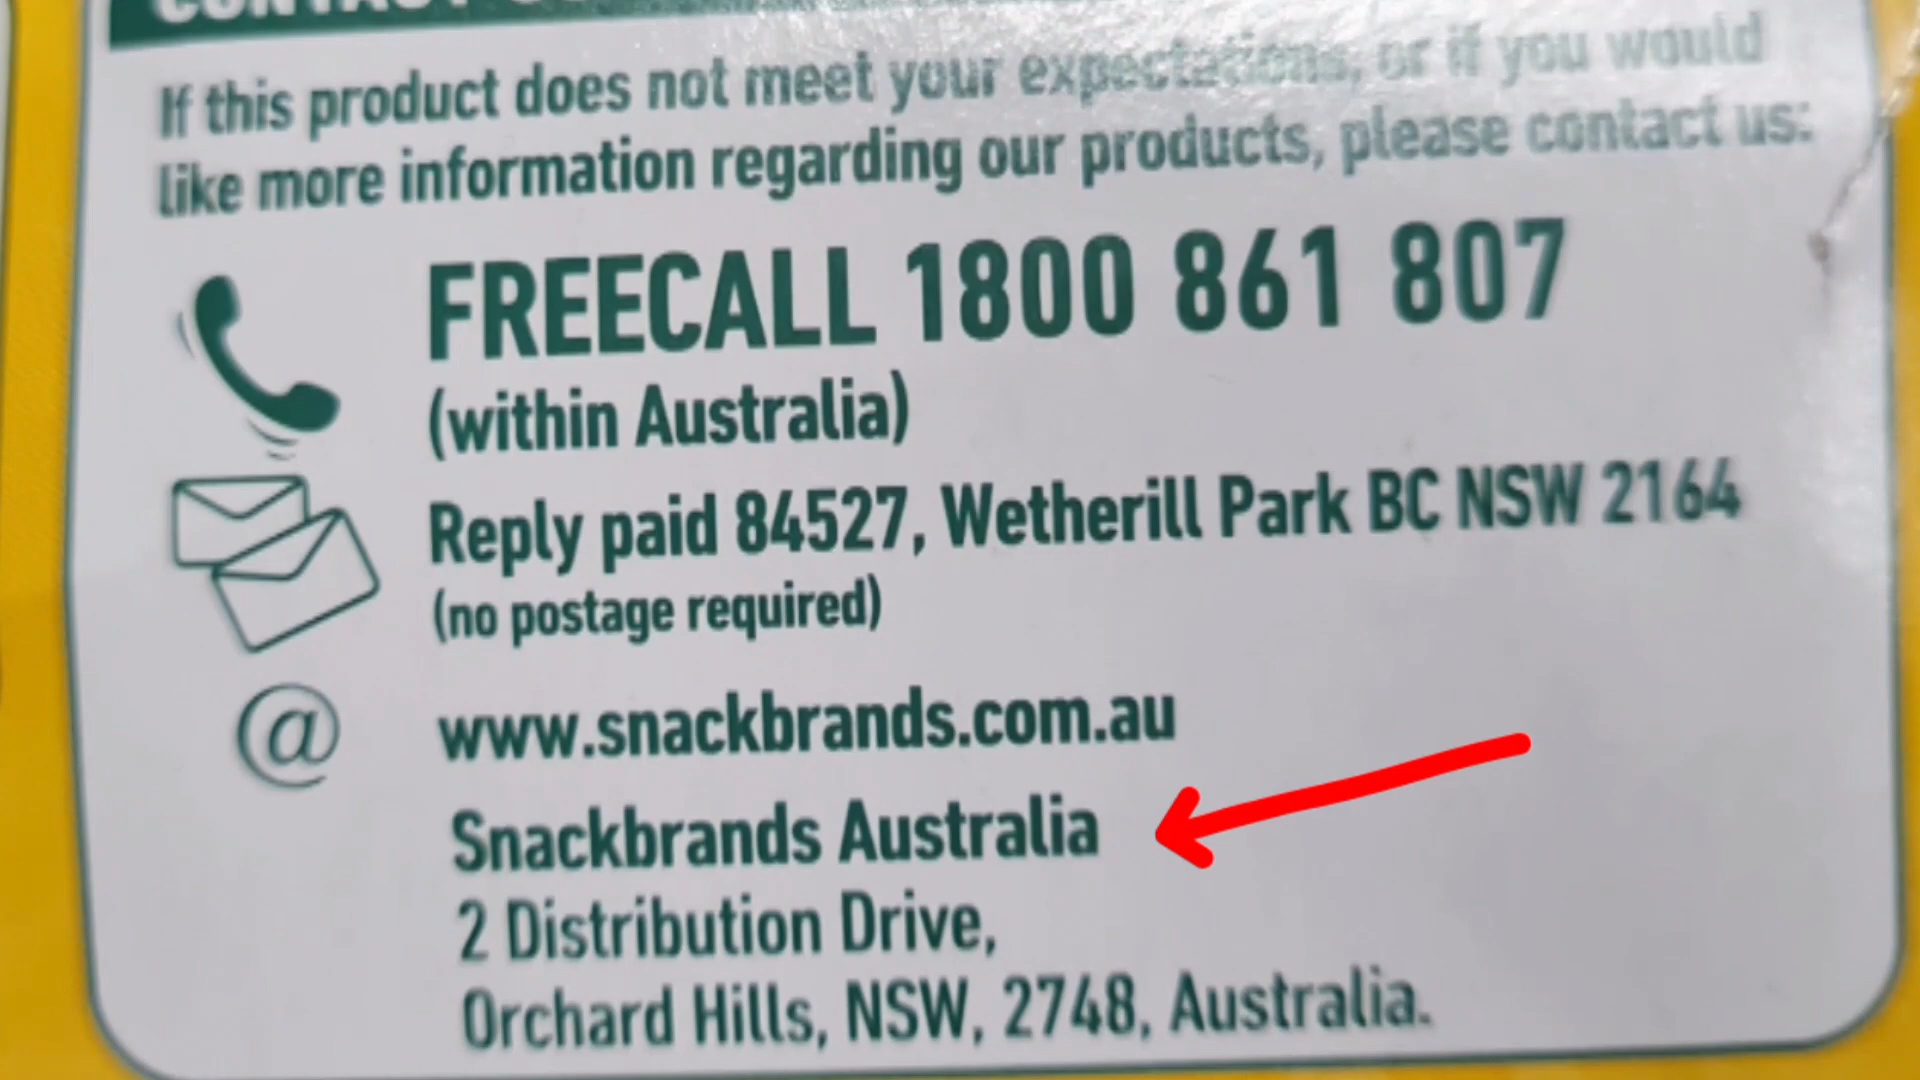 If this product does not meet your expectations, or if you would
like more information regarding our products, please contact us:
FREECALL 1800 861 807
(within Australia)
Reply paid 84527, Wetherill Park BC NSW 2164
(no postage required)
@ www.snackbrands.com.au
Snackbrands Australia
2 Distribution Drive,
Orchard Hills, NSW, 2748, Australia.